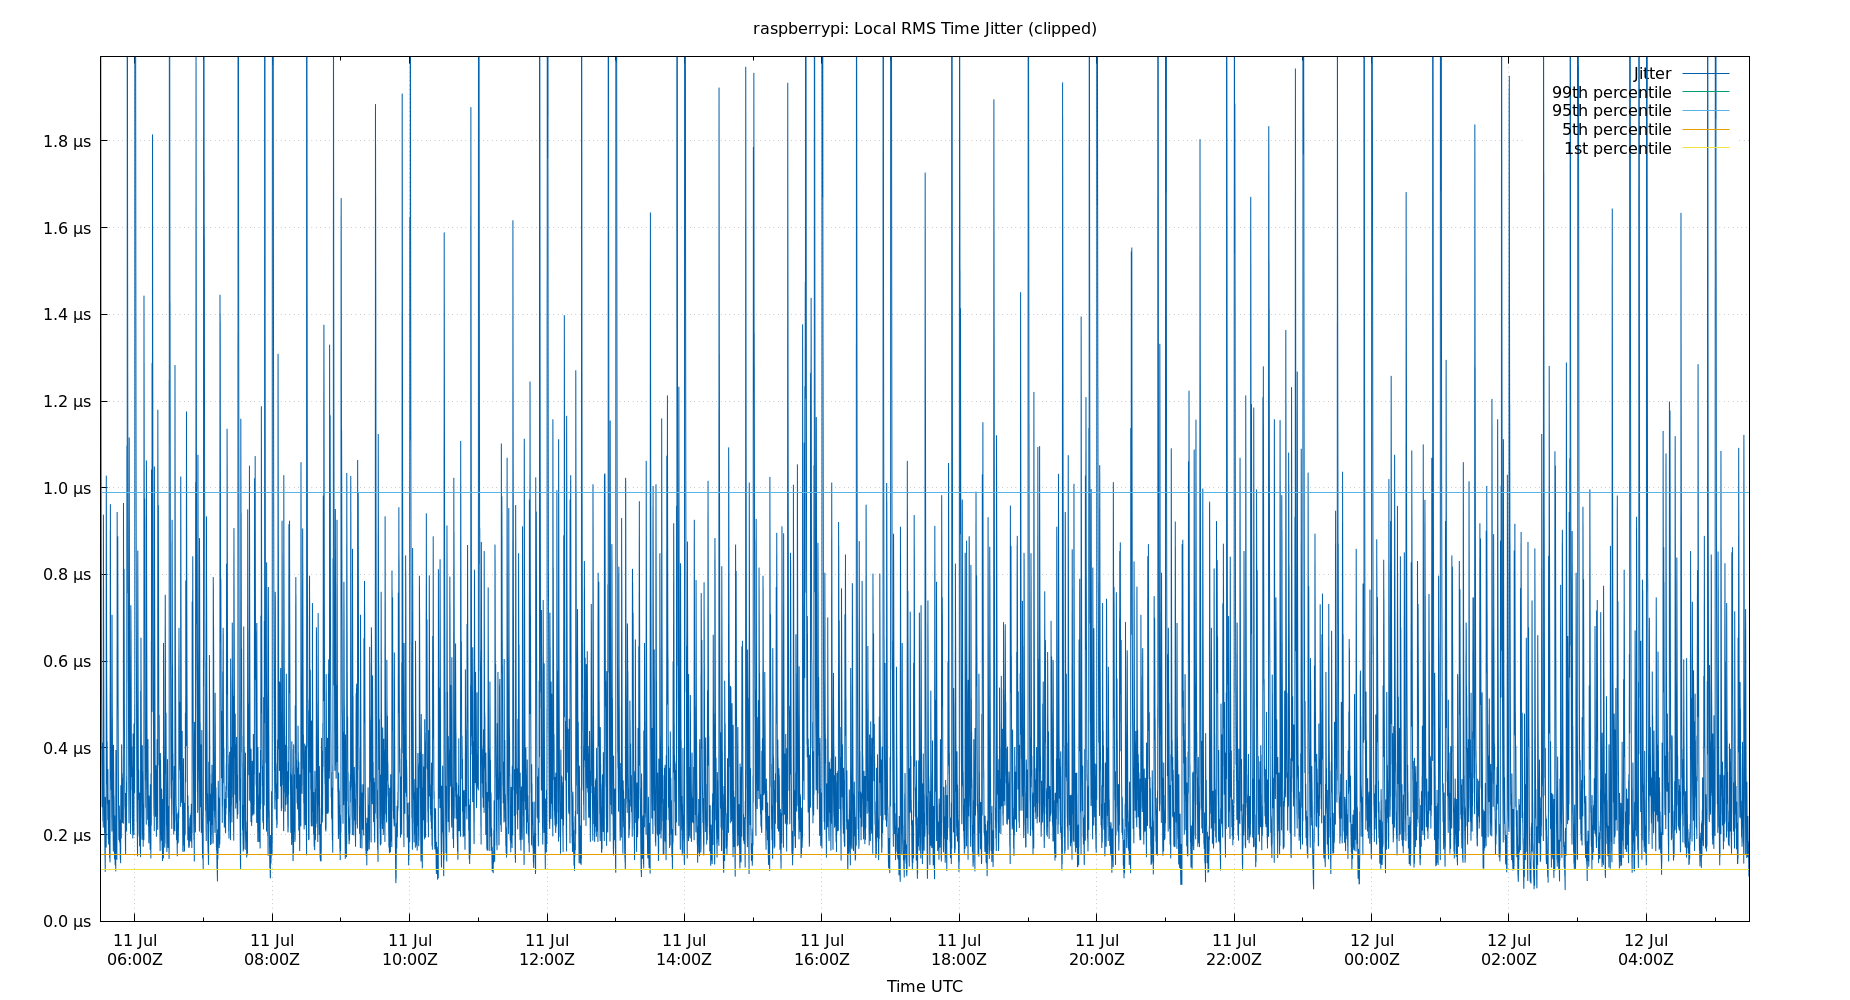 raspberrypi: Local RMS Time Jitter (clipped)
Jitter
99th percentile
95th percentile
5th percentile
1st percentile
1.8 µs
1.6 µs
1.4 µs
1.2 µs
1.0 µs
0.8 µs
0.6 µs
0.4 µs
0.2 µs
0.0 µs
11 Jul 11 Jul 11 Jul 11 Jul 11 Jul 11 Jul 11 Jul 11 Jul 11 Jul 12 Jul 12 Jul 12 Jul
06:00Z 08:00Z 10:00Z 12:00Z 14:00Z 16:00Z 18:00Z 20:00Z 22:00Z 00:00Z 02:00Z 04:00Z
Time UTC